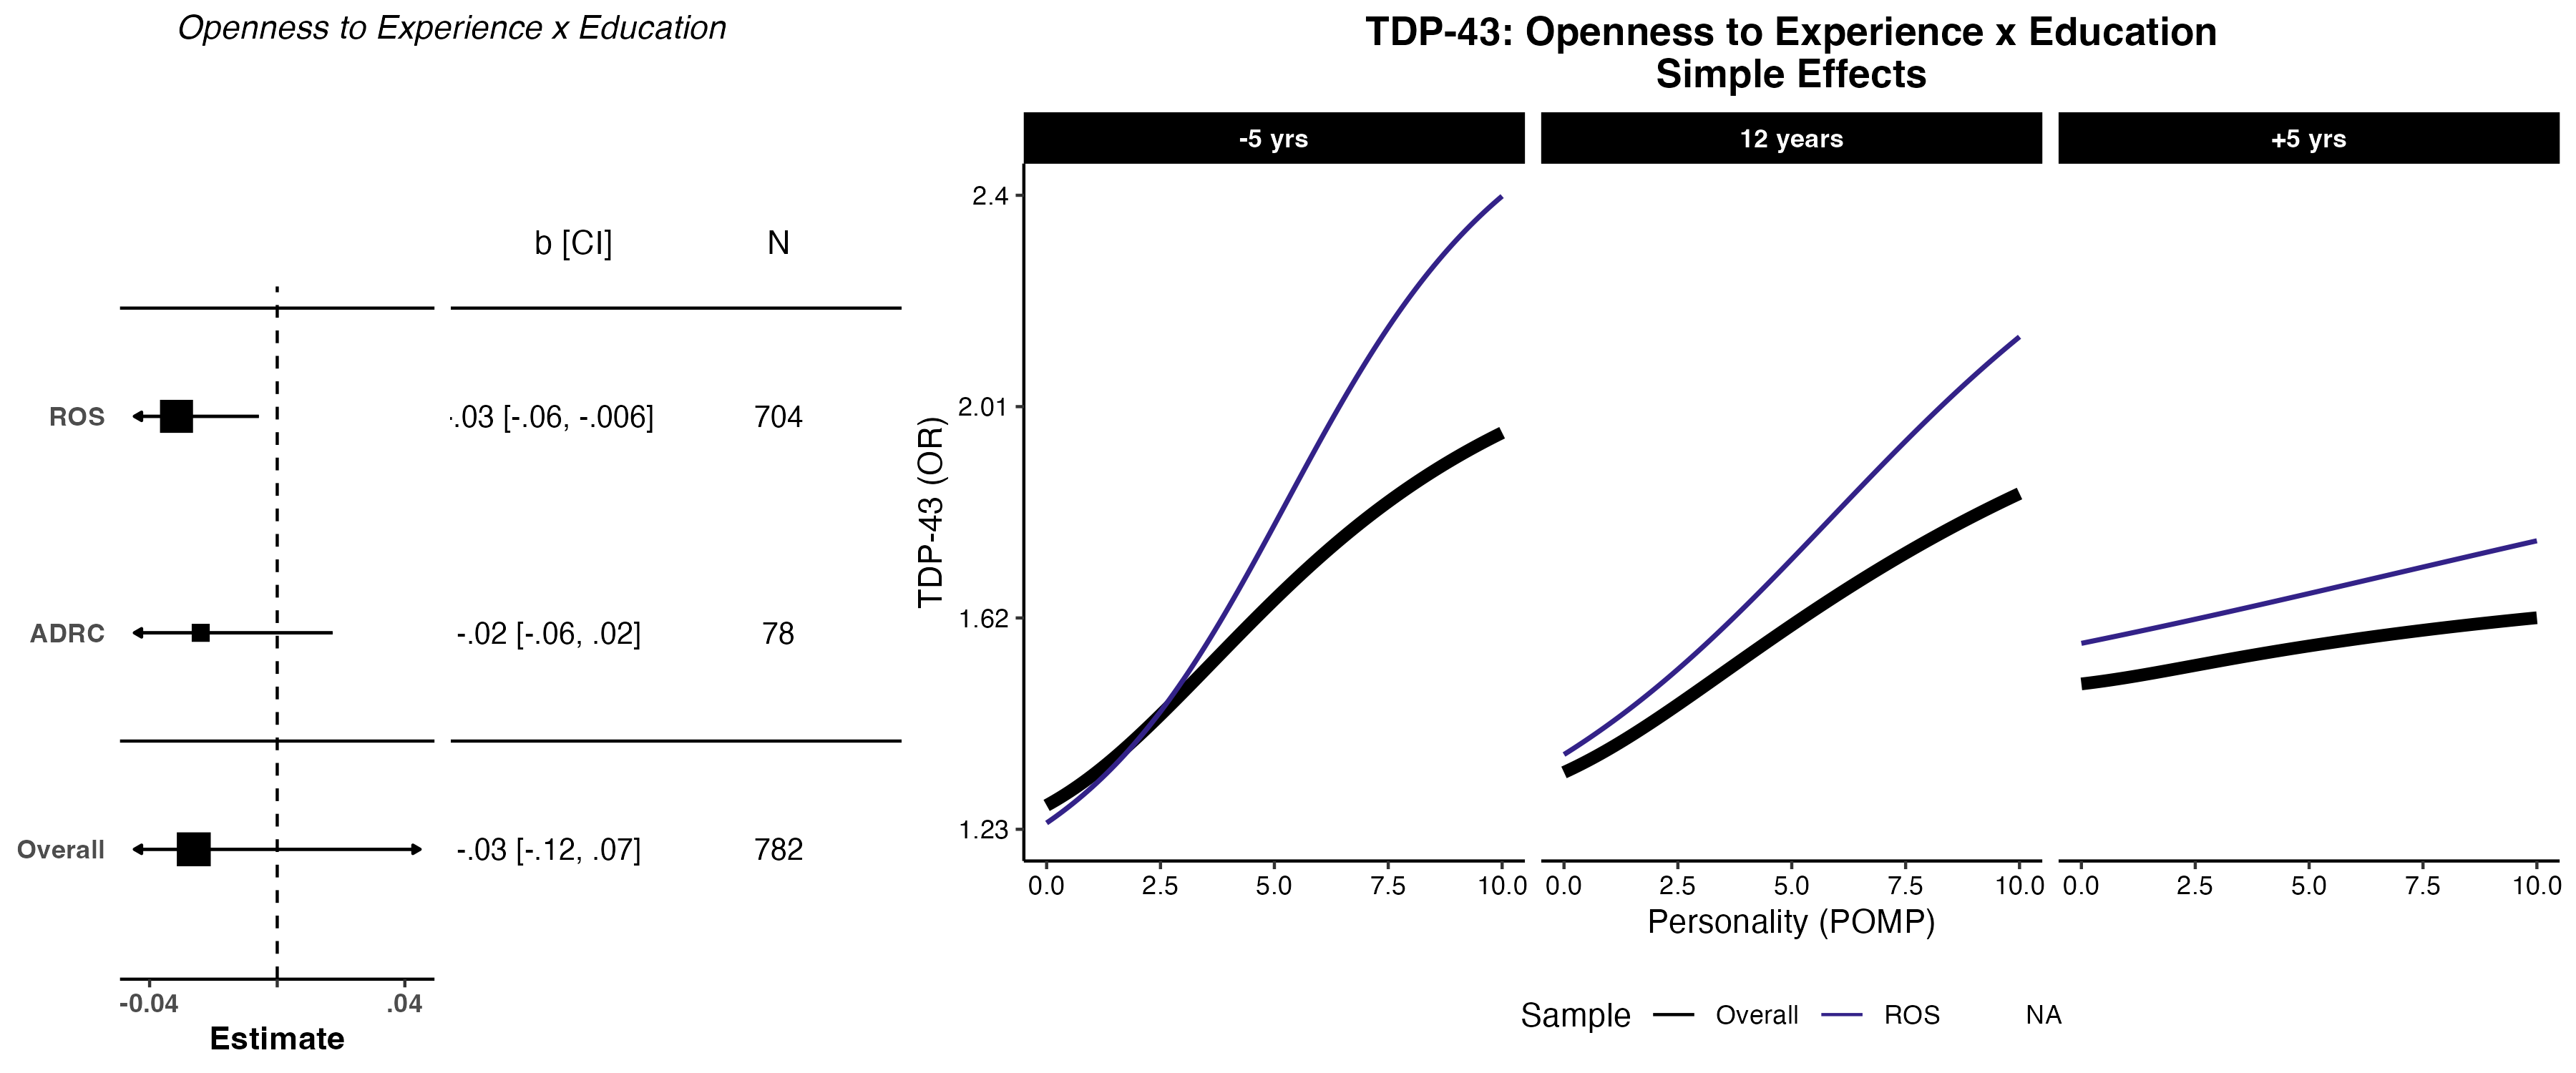 Openness to Experience x Education
b [CI] N
ROS -.03 [-.06, -.006] 704
ADRC -.02 [-.06, .02] 78
Overall -.03 [-.12, .07] 782
-0.04 .04
Estimate
TDP-43: Openness to Experience x Education
Simple Effects
-5 yrs 12 years +5 yrs
TDP-43 (OR)
2.4
2.01
1.62
1.23
0.0 2.5 5.0 7.5 10.0 0.0 2.5 5.0 7.5 10.0 0.0 2.5 5.0 7.5 10.0
Personality (POMP)
Sample Overall ROS NA